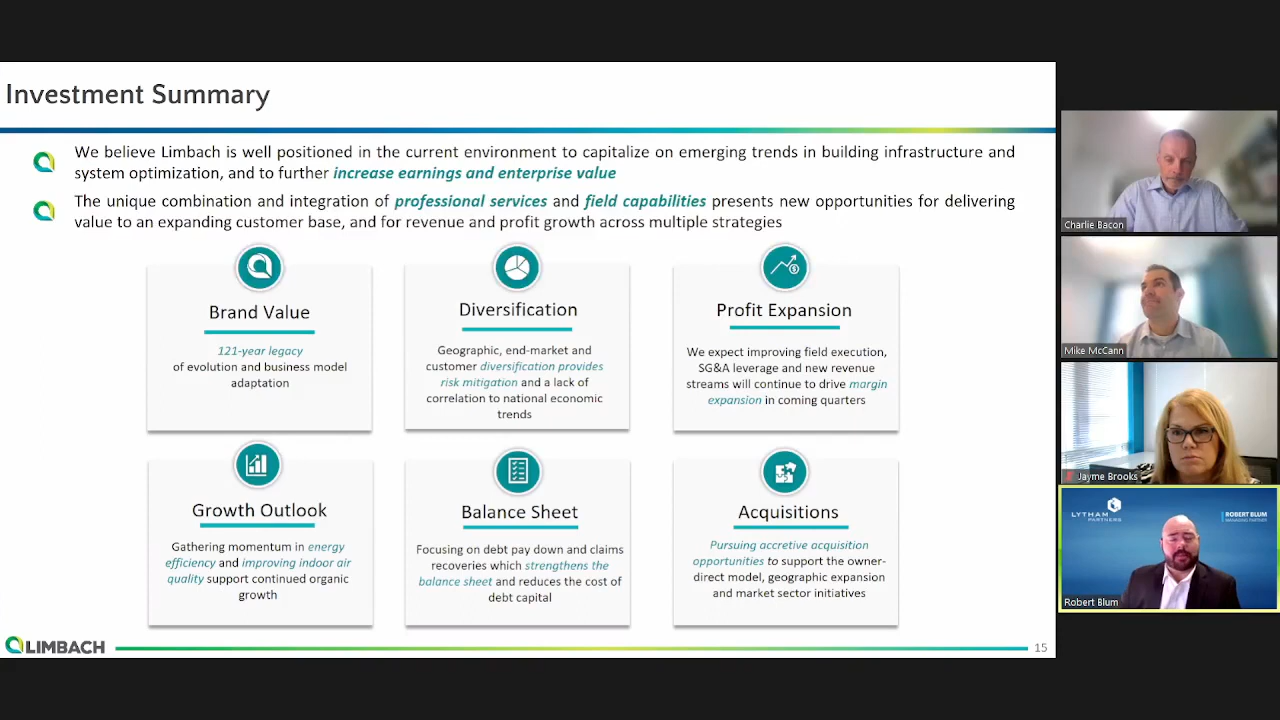 Investment Summary
We believe Limbach is well positioned in the current environment to capitalize on emerging trends in building infrastructure and
system optimization, and to further increase earnings and enterprise value
The unique combination and integration of professional services and field capabilities presents new opportunities for delivering
value to an expanding customer base, and for revenue and profit growth across multiple strategies
Brand Value
121-year legacy
of evolution and business model
adaptation
Diversification
Geographic, end-market and
customer diversification provides
risk mitigation and a lack of
correlation to national economic
trends
Profit Expansion
We expect improving field execution,
SG&A leverage and new revenue
streams will continue to drive margin
expansion in coming quarters
Growth Outlook
Gathering momentum in energy
efficiency and improving indoor air
quality support continued organic
growth
Balance Sheet
Focusing on debt pay down and claims
recoveries which strengthens the
balance sheet and reduces the cost of
debt capital
Acquisitions
Pursuing accretive acquisition
opportunities to support the owner-
direct model, geographic expansion
and market sector initiatives
LIMBACH
15
Charlie Bacon
Mike McCann
Jayme Brooks
LYTHAM
PARTNERS
ROBERT BLUM
MANAGING PARTNER
Robert Blum